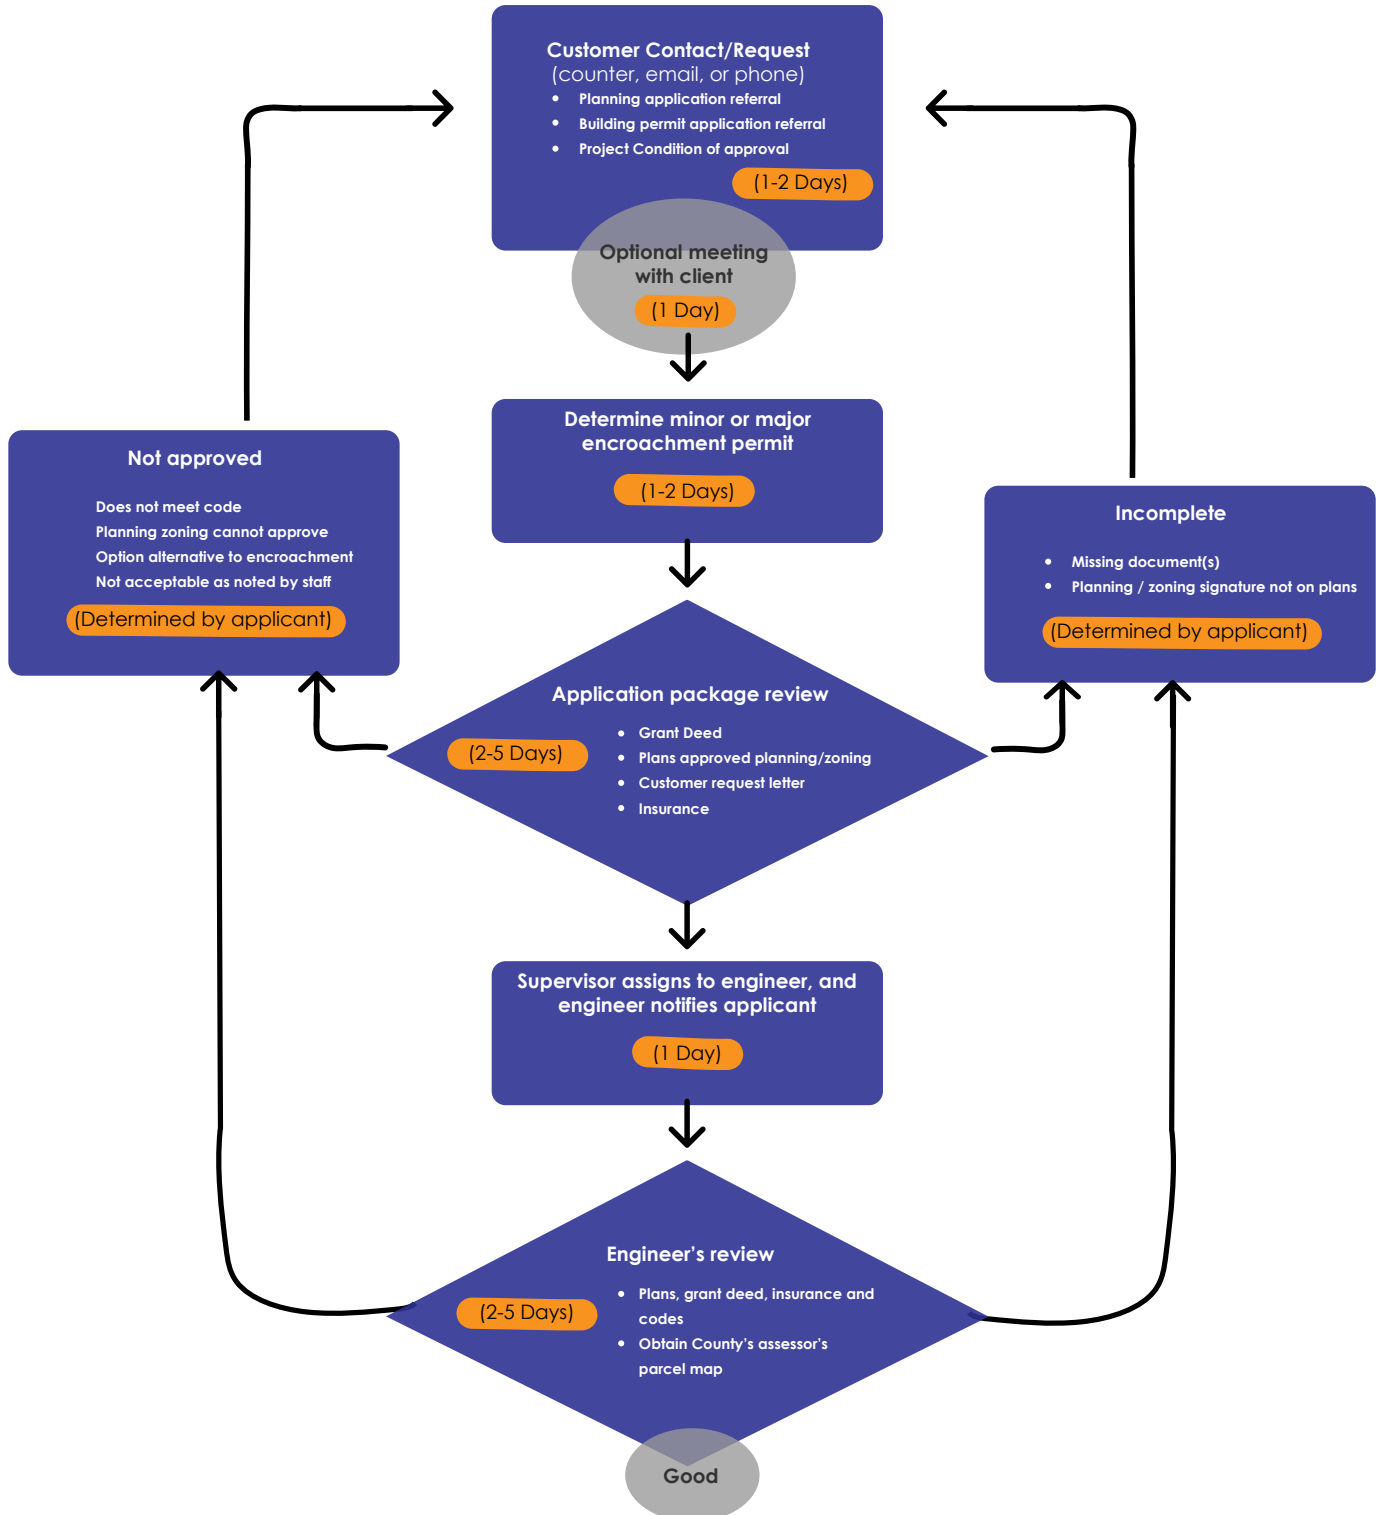 Customer Contact/Request
(counter, email, or phone)
• Planning application referral
• Building permit application referral
• Project Condition of approval
(1-2 Days)
Optional meeting
with client
(1 Day)
Determine minor or major
encroachment permit
(1-2 Days)
Not approved
Does not meet code
Planning zoning cannot approve
Option alternative to encroachment
Not acceptable as noted by staff
(Determined by applicant)
Incomplete
• Missing document(s)
• Planning / zoning signature not on plans
(Determined by applicant)
Application package review
(2-5 Days)
• Grant Deed
• Plans approved planning/zoning
• Customer request letter
• Insurance
Supervisor assigns to engineer, and
engineer notifies applicant
(1 Day)
Engineer’s review
(2-5 Days)
• Plans, grant deed, insurance and
codes
• Obtain County’s assessor’s
parcel map
Good